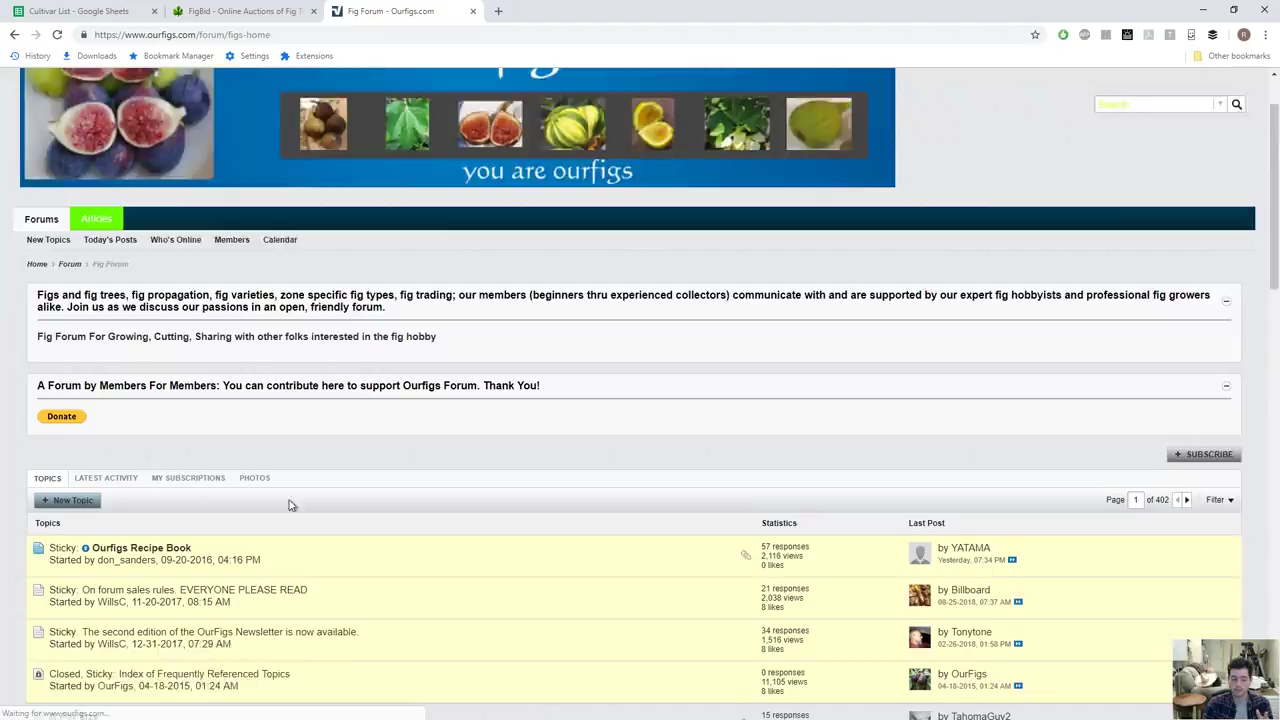 Cultivar List - Google Sheets
FigBid - Online Auctions of Fig T
Fig Forum - Ourfigs.com
https://www.ourfigs.com/forum/figs-home
R
History
Downloads
Bookmark Manager
Settings
Extensions
Other bookmarks
Search
you are ourfigs
Forums
Articles
New Topics
Today's Posts
Who's Online
Members
Calendar
Home
Forum
Fig Forum
Figs and fig trees, fig propagation, fig varieties, zone specific fig types, fig trading; our members (beginners thru experienced collectors) communicate with and are supported by our expert fig hobbyists and professional fig growers
alike. Join us as we discuss our passions in an open, friendly forum.
Fig Forum For Growing, Cutting, Sharing with other folks interested in the fig hobby
A Forum by Members For Members: You can contribute here to support Ourfigs Forum. Thank You!
Donate
+ SUBSCRIBE
TOPICS
LATEST ACTIVITY
MY SUBSCRIPTIONS
PHOTOS
+ New Topic
Page 1 of 402
Filter
Topics
Statistics
Last Post
Sticky: Ourfigs Recipe Book
Started by don_sanders, 09-20-2016, 04:16 PM
57 responses
2,116 views
0 likes
by YATAMA
Yesterday, 07:34 PM
Sticky: On forum sales rules. EVERYONE PLEASE READ
Started by WillsC, 11-20-2017, 08:15 AM
21 responses
2,038 views
8 likes
by Billboard
08-25-2018, 07:37 AM
Sticky: The second edition of the OurFigs Newsletter is now available.
Started by WillsC, 12-31-2017, 07:29 AM
34 responses
1,516 views
8 likes
by Tonytone
02-26-2018, 01:58 PM
Closed, Sticky: Index of Frequently Referenced Topics
Started by OurFigs, 04-18-2015, 01:24 AM
0 responses
11,105 views
8 likes
by OurFigs
04-18-2015, 01:24 AM
15 responses
by TahomaGuy2
Waiting for www.ourfigs.com...